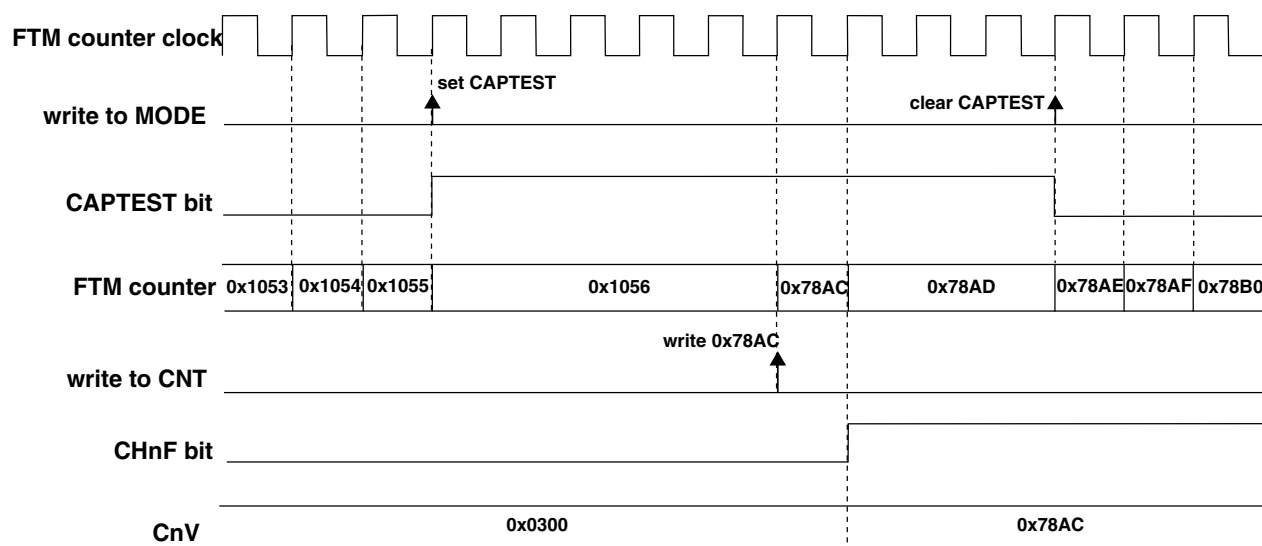 FTM counter clock
set CAPTEST
clear CAPTEST
write to MODE
CAPTEST bit
FTM counter 0x1053 0x1054 0x1055 0x1056 0x78AC 0x78AD 0x78AE 0x78AF 0x78B0
write 0x78AC
write to CNT
CHnF bit
CnV 0x0300 0x78AC